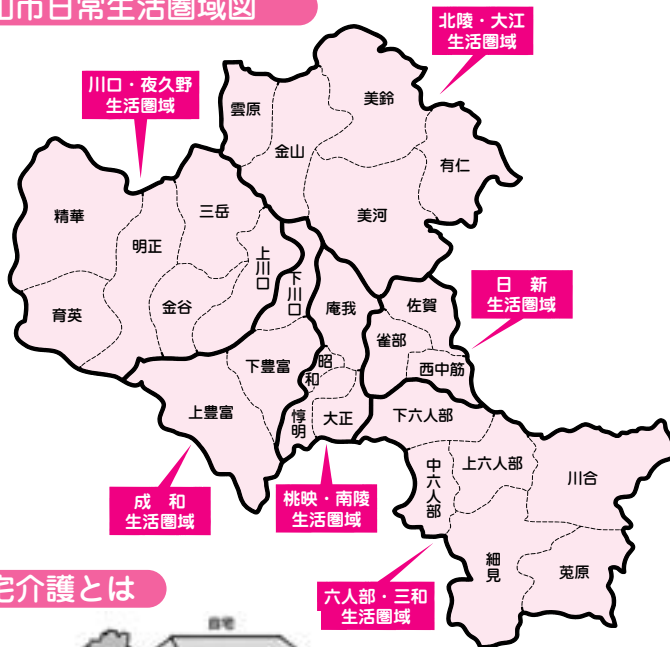 山市日常生活圏域図
北陵・大江
生活圏域
川口・夜久野
生活圏域
雲原
美鈴
金山
有仁
精華
三岳
美河
明正
上川口
下川口
育英
金谷
庵我
佐賀
日　新
生活圏域
雀部
下豊富
昭和
西中筋
上豊富
惇明
大正
下六人部
中六人部
上六人部
川合
成　和
生活圏域
桃映・南陵
生活圏域
細見
莵原
六人部・三和
生活圏域
宅介護とは
自宅